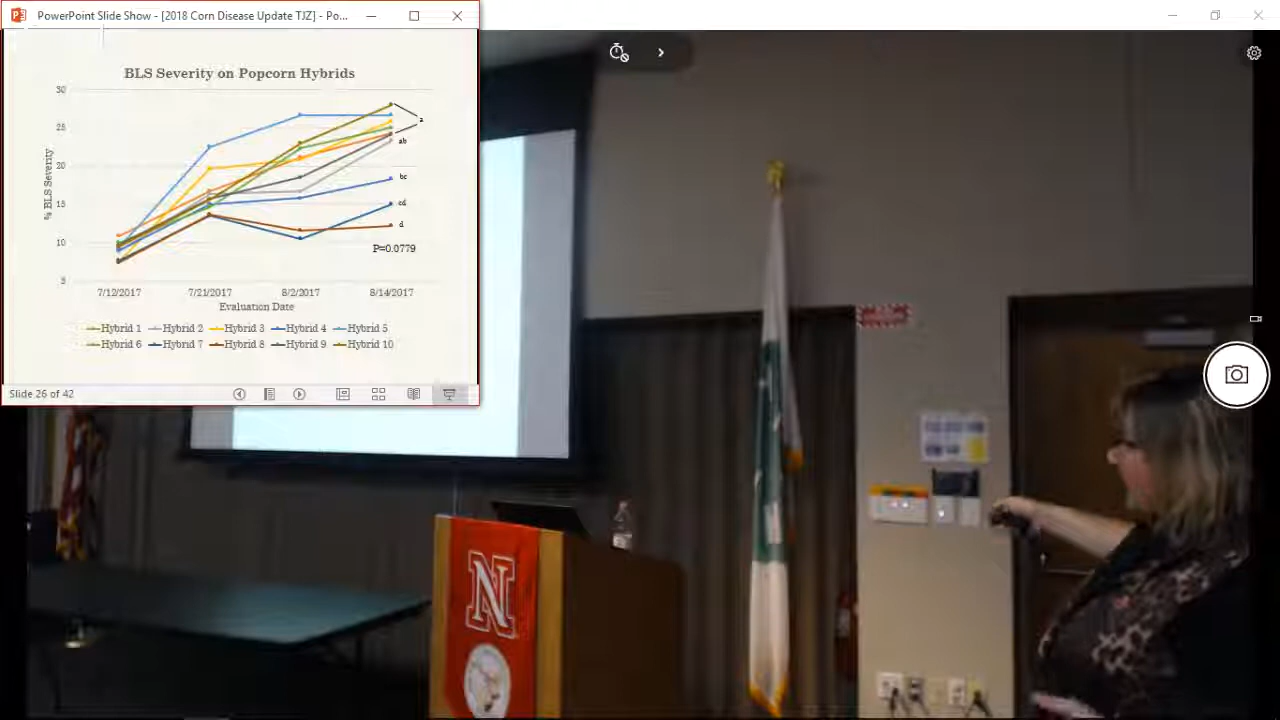 PowerPoint Slide Show - [2018 Corn Disease Update TJZ] - Po...
BLS Severity on Popcorn Hybrids
% BLS Severity
30
25
20
15
10
5
a
ab
bc
cd
d
P=0.0779
7/12/2017 7/21/2017 8/2/2017 8/14/2017
Evaluation Date
Hybrid 1 Hybrid 2 Hybrid 3 Hybrid 4 Hybrid 5
Hybrid 6 Hybrid 7 Hybrid 8 Hybrid 9 Hybrid 10
Slide 26 of 42
N